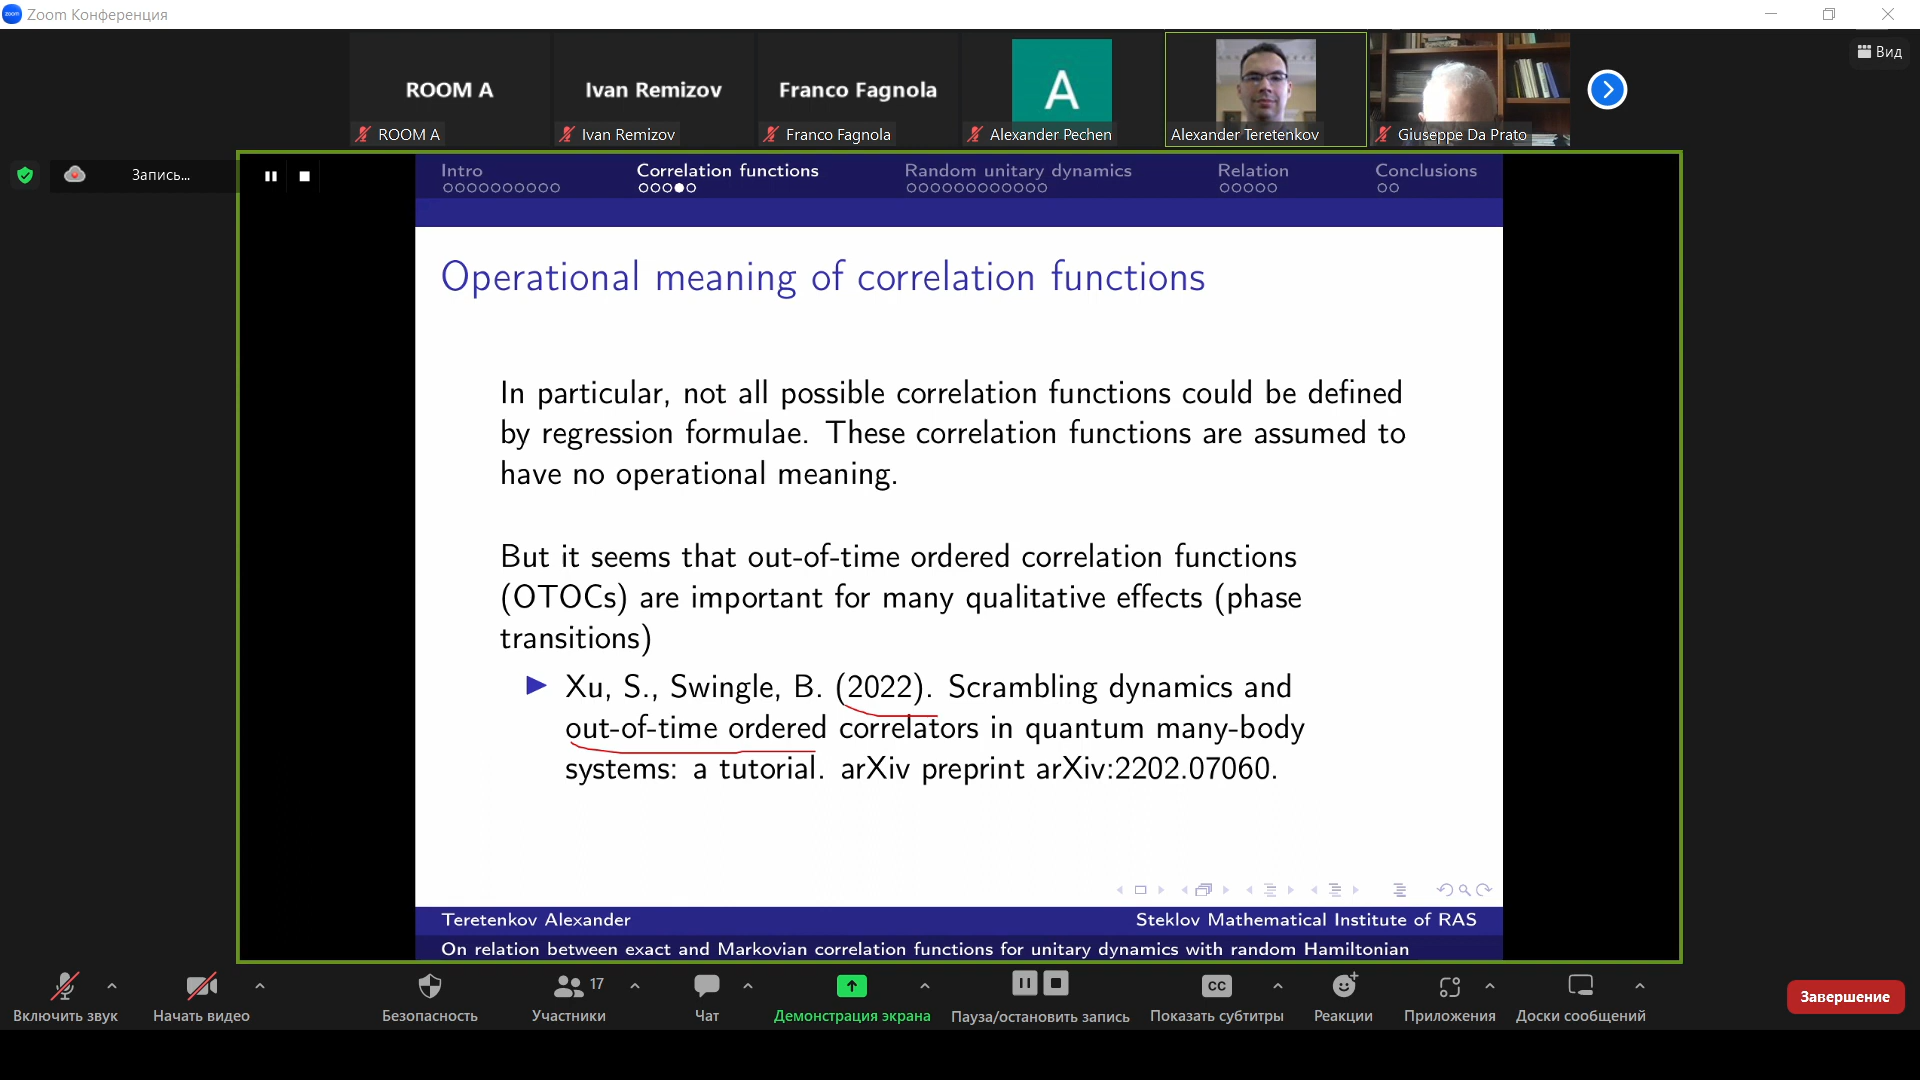 zoom
Zoom Конференция
Вид
ROOM A
Ivan Remizov
Franco Fagnola
A
ROOM A
Ivan Remizov
Franco Fagnola
Alexander Pechen
Alexander Teretenkov
Giuseppe Da Prato
Запись...
Intro
Correlation functions
Random unitary dynamics
Relation
Conclusions
Operational meaning of correlation functions
In particular, not all possible correlation functions could be defined
by regression formulae. These correlation functions are assumed to
have no operational meaning.
But it seems that out-of-time ordered correlation functions
(OTOCs) are important for many qualitative effects (phase
transitions)
Xu, S., Swingle, B. (2022). Scrambling dynamics and
out-of-time ordered correlators in quantum many-body
systems: a tutorial. arXiv preprint arXiv:2202.07060.
Teretenkov Alexander
Steklov Mathematical Institute of RAS
On relation between exact and Markovian correlation functions for unitary dynamics with random Hamiltonian
Включить звук
Начать видео
Безопасность
17
Участники
Чат
Демонстрация экрана
Пауза/остановить запись
CC
Показать субтитры
Реакции
Приложения
Доски сообщений
Завершение